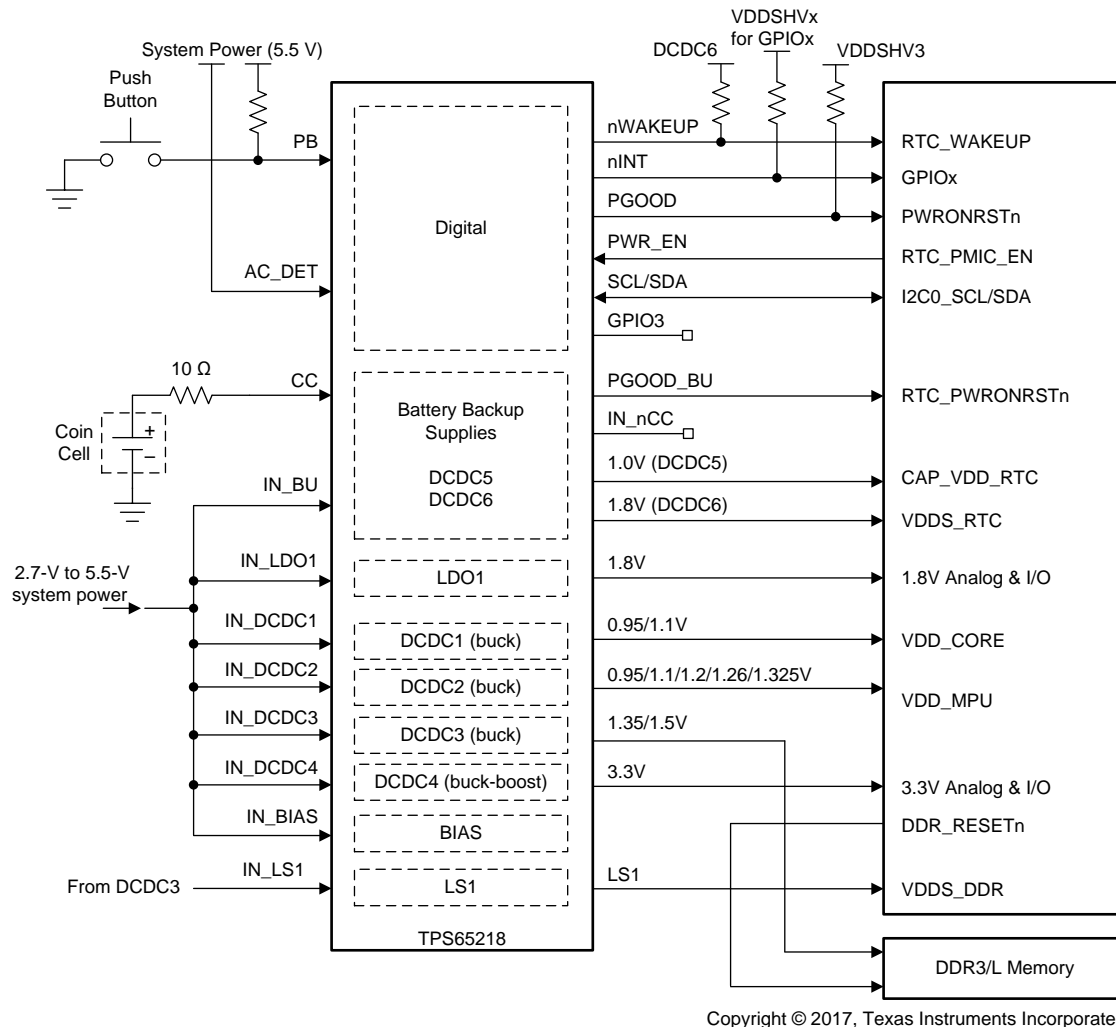 System Power (5.5 V)
Push
Button
PB
AC_DET
10 Ω
CC
Coin
Cell
+
–
IN_BU
2.7-V to 5.5-V
system power
IN_LDO1
IN_DCDC1
IN_DCDC2
IN_DCDC3
IN_DCDC4
IN_BIAS
From DCDC3
IN_LS1
Digital
Battery Backup
Supplies
DCDC5
DCDC6
LDO1
DCDC1 (buck)
DCDC2 (buck)
DCDC3 (buck)
DCDC4 (buck-boost)
BIAS
LS1
TPS65218
DCDC6
VDDSHVx
for GPIOx
VDDSHV3
nWAKEUP
nINT
PGOOD
PWR_EN
SCL/SDA
GPIO3
PGOOD_BU
IN_nCC
1.0V (DCDC5)
1.8V (DCDC6)
1.8V
0.95/1.1V
0.95/1.1/1.2/1.26/1.325V
1.35/1.5V
3.3V
LS1
RTC_WAKEUP
GPIOx
PWRONRSTn
RTC_PMIC_EN
I2C0_SCL/SDA
RTC_PWRONRSTn
CAP_VDD_RTC
VDDS_RTC
1.8V Analog & I/O
VDD_CORE
VDD_MPU
3.3V Analog & I/O
DDR_RESETn
VDDS_DDR
DDR3/L Memory
Copyright © 2017, Texas Instruments Incorporate